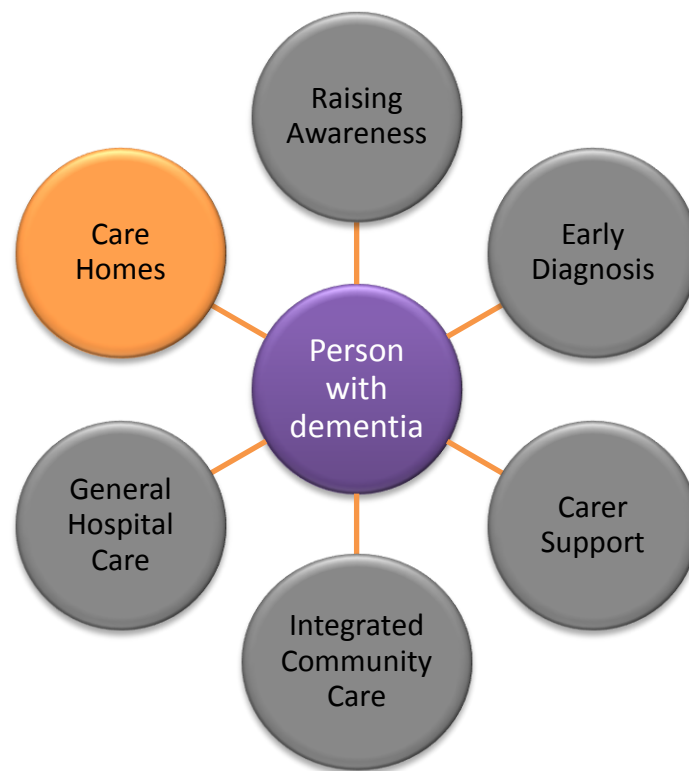 Raising
Awareness
Care
Homes
Early
Diagnosis
Person
with
dementia
General
Hospital
Care
Carer
Support
Integrated
Community
Care